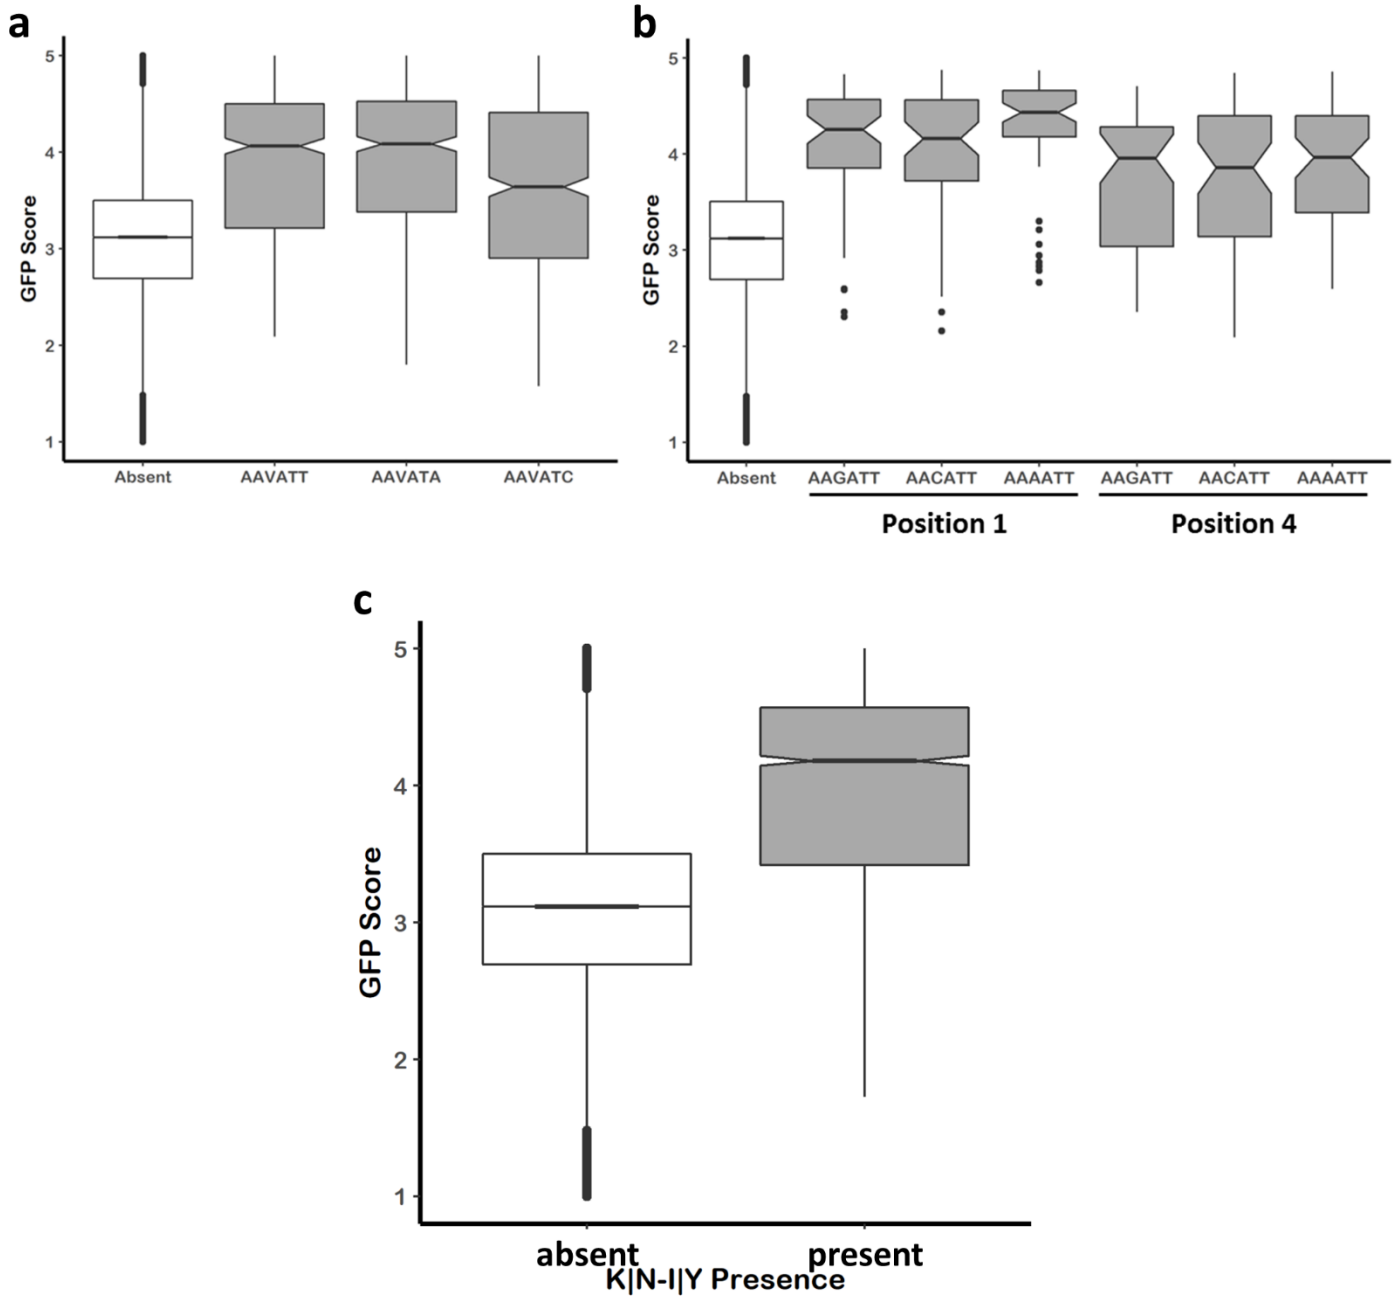 a
5
4
3
2
1
GFP Score
Absent
AAVATT
AAVATA
AAVATC
b
5
4
3
2
1
GFP Score
Absent
AAGATT
AACATT
AAAATT
AAGATT
AACATT
AAAATT
Position 1
Position 4
c
5
4
3
2
1
GFP Score
absent
present
K|N-I|Y Presence